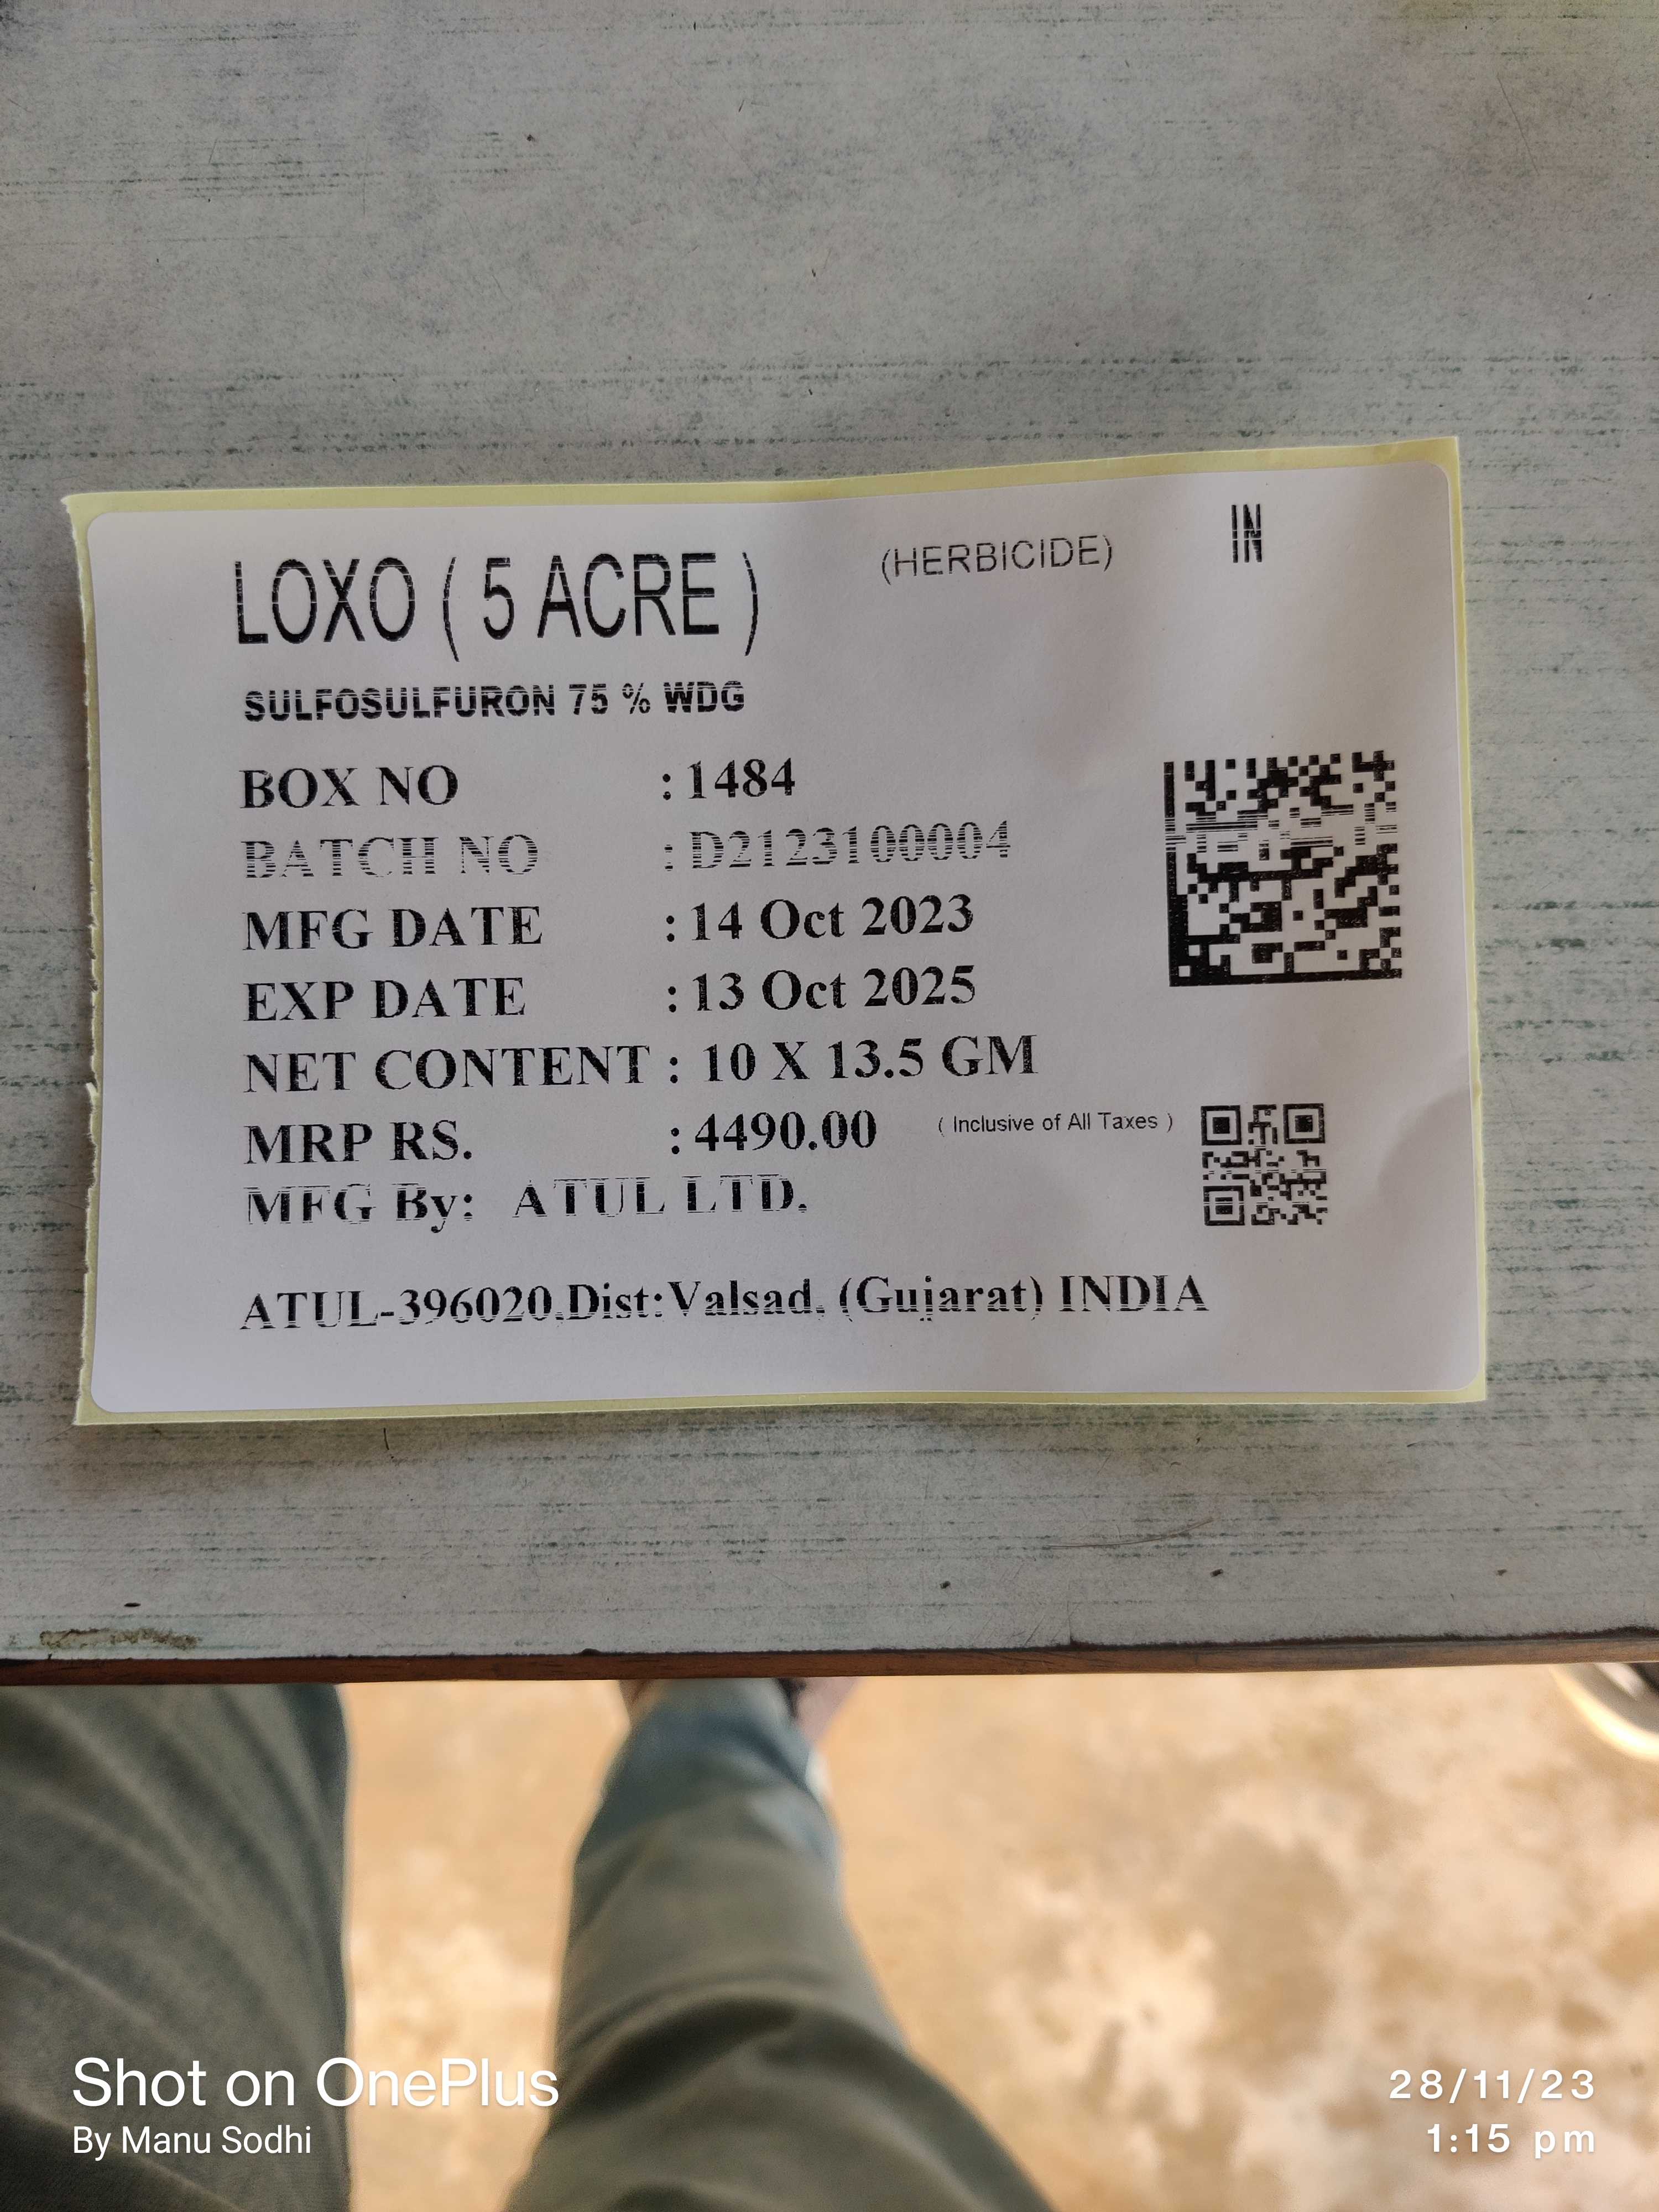 LOXO ( 5 ACRE ) (HERBICIDE) IN
SULFOSULFURON 75 % WDG
BOX NO : 1484
BATCH NO : D2123100004
MFG DATE : 14 Oct 2023
EXP DATE : 13 Oct 2025
NET CONTENT : 10 X 13.5 GM
MRP RS. : 4490.00 ( Inclusive of All Taxes )
MFG By: ATUL LTD.
ATUL-396020.Dist:Valsad, (Gujarat) INDIA
Shot on OnePlus
By Manu Sodhi
28/11/23
1:15 pm